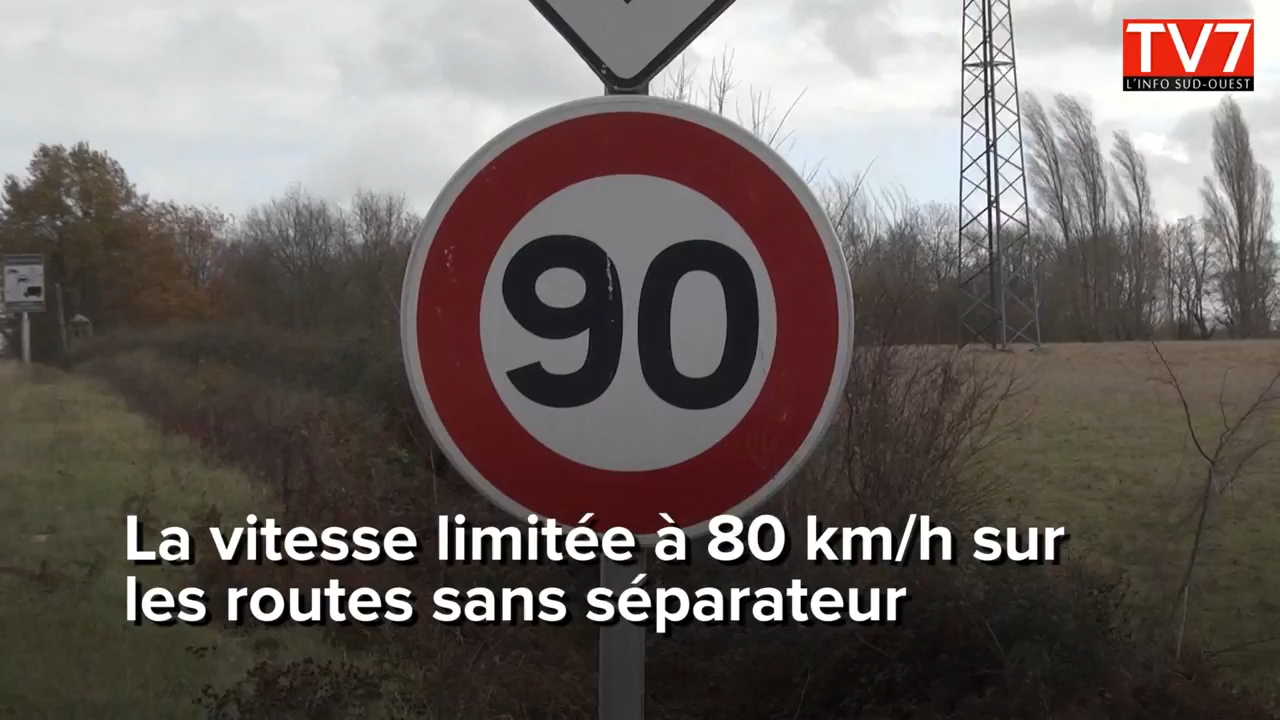 TV7
L'INFO SUD-OUEST
90
La vitesse limitée à 80 km/h sur
les routes sans séparateur